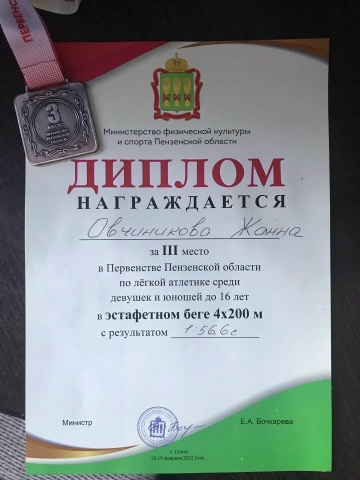 ПЕРВЕНС
3
Министерство физической культуры
и спорта Пензенской области
ДИПЛОМ
НАГРАЖДАЕТСЯ
Овчиникова Жанна
за III место
в Первенстве Пензенской области
по лёгкой атлетике среди
девушек и юношей до 16 лет
в эстафетном беге 4х200 м
с результатом 1:56,6 с
Министр Е.А. Бочкарева
г. Пенза
18-19 февраля 2022 года